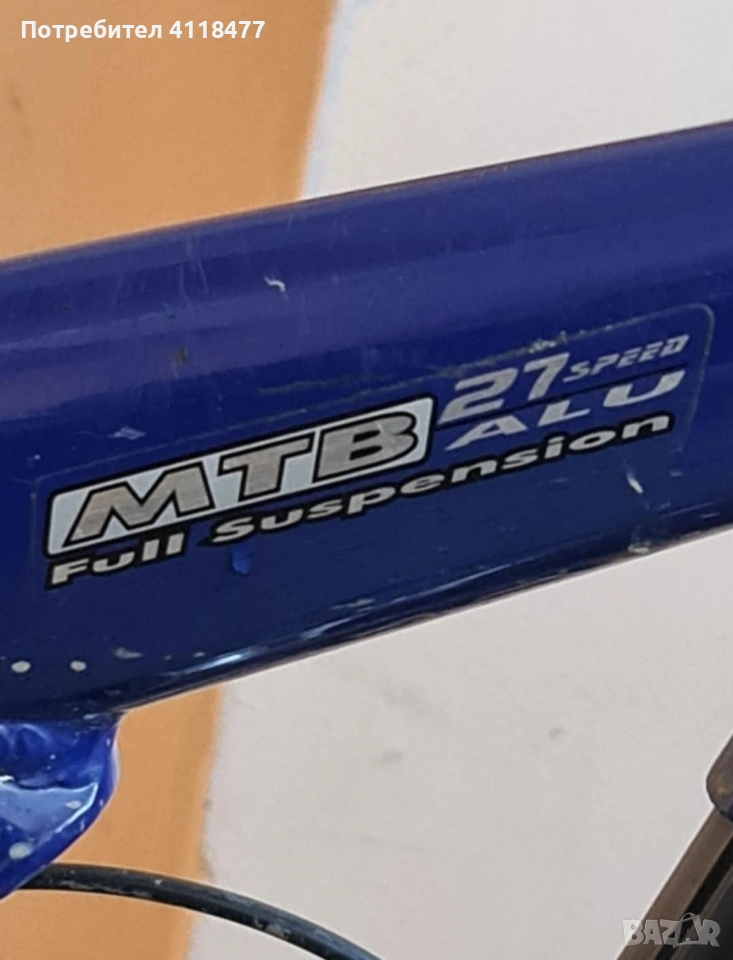 Потребител 4118477
27 SPEED
MTB ALU
Full Suspension
BAZAR